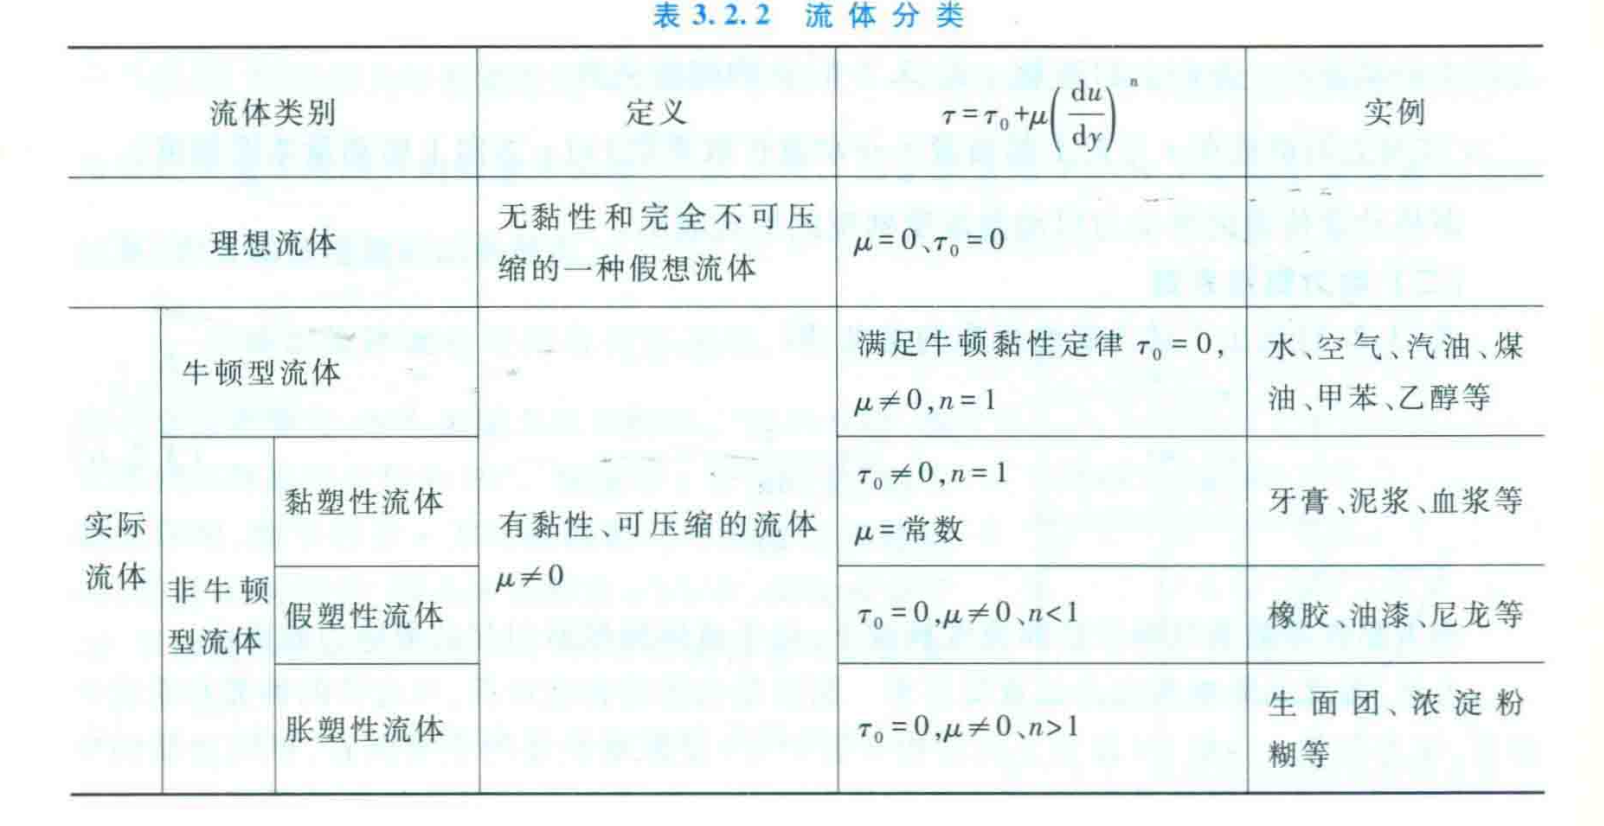 表 3.2.2 流体分类
流体类别 定义 τ=τ₀+μ(du/dy)ⁿ 实例
理想流体 无黏性和完全不可压 μ=0、τ₀=0
缩的一种假想流体
实际
流体
牛顿型流体
非牛顿
型流体
黏塑性流体
假塑性流体
胀塑性流体
有黏性、可压缩的流体
μ≠0
满足牛顿黏性定律 τ₀=0,
μ≠0,n=1
水、空气、汽油、煤
油、甲苯、乙醇等
τ₀≠0,n=1
μ=常数
牙膏、泥浆、血浆等
τ₀=0,μ≠0、n<1
橡胶、油漆、尼龙等
τ₀=0,μ≠0、n>1
生面团、浓淀粉
糊等